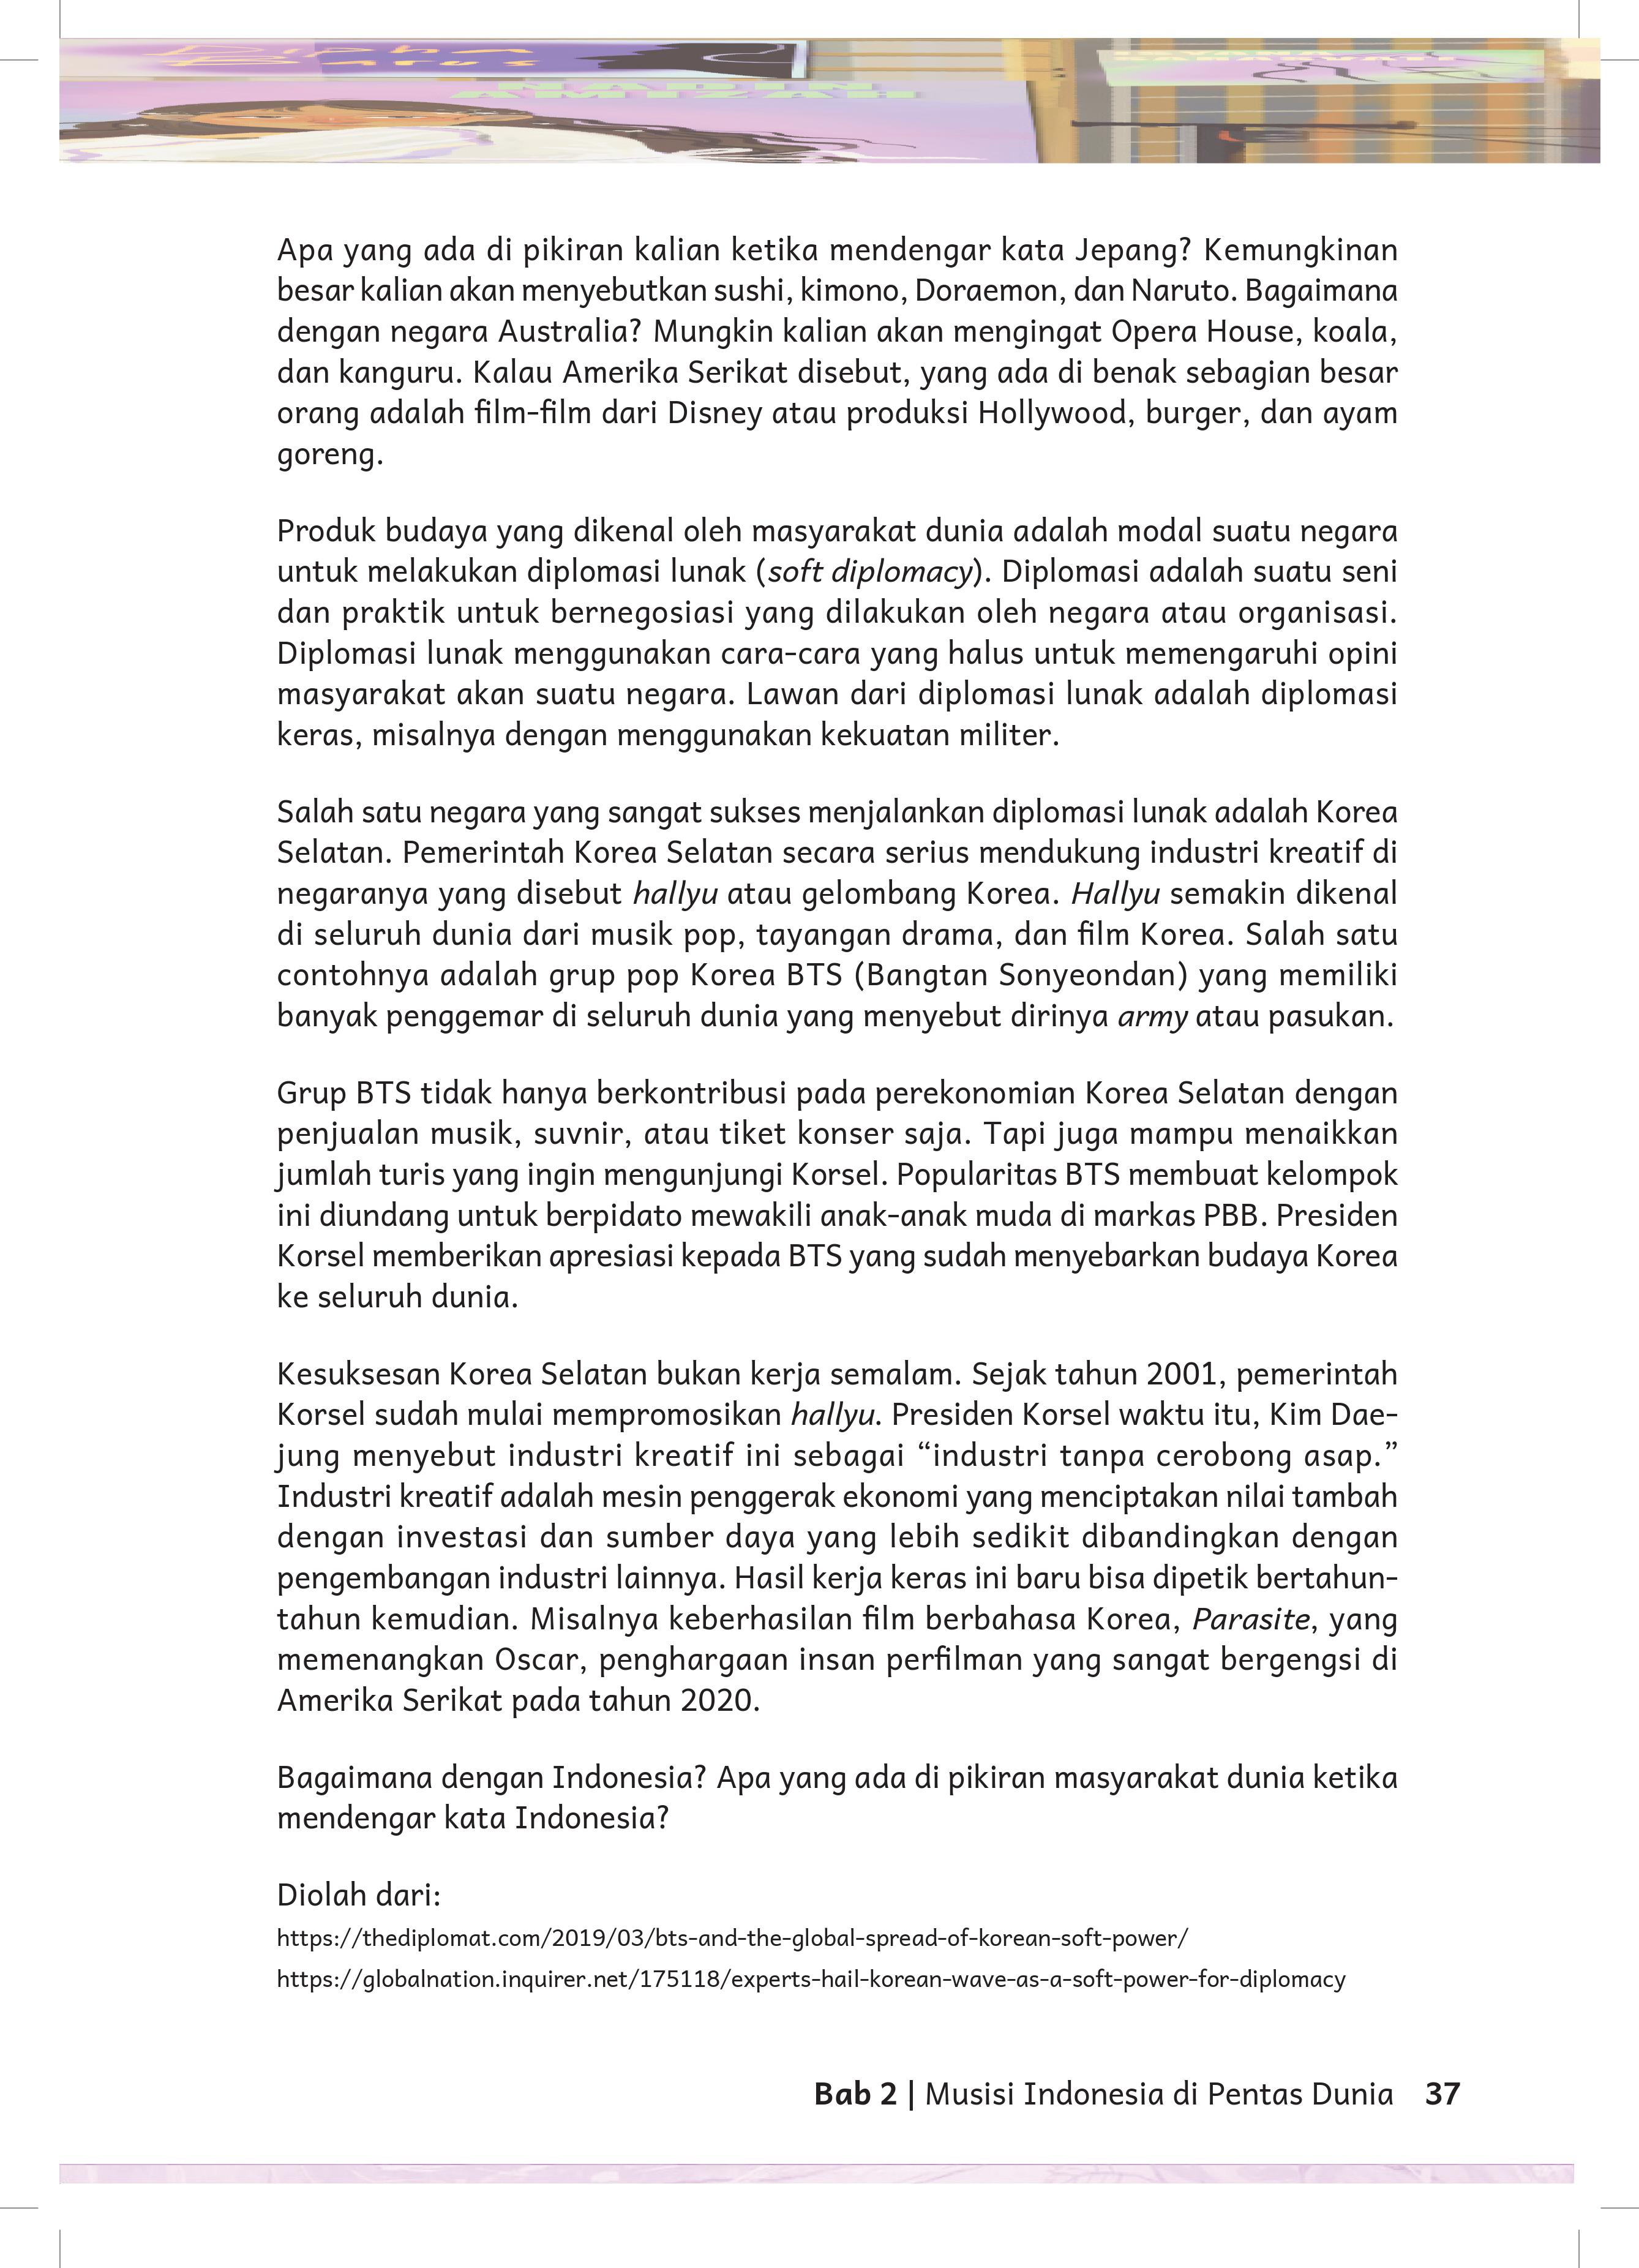 NADIN
AMIZAH
Apa yang ada di pikiran kalian ketika mendengar kata Jepang? Kemungkinan
besar kalian akan menyebutkan sushi, kimono, Doraemon, dan Naruto. Bagaimana
dengan negara Australia? Mungkin kalian akan mengingat Opera House, koala,
dan kanguru. Kalau Amerika Serikat disebut, yang ada di benak sebagian besar
orang adalah film-film dari Disney atau produksi Hollywood, burger, dan ayam
goreng.
Produk budaya yang dikenal oleh masyarakat dunia adalah modal suatu negara
untuk melakukan diplomasi lunak (soft diplomacy). Diplomasi adalah suatu seni
dan praktik untuk bernegosiasi yang dilakukan oleh negara atau organisasi.
Diplomasi lunak menggunakan cara-cara yang halus untuk memengaruhi opini
masyarakat akan suatu negara. Lawan dari diplomasi lunak adalah diplomasi
keras, misalnya dengan menggunakan kekuatan militer.
Salah satu negara yang sangat sukses menjalankan diplomasi lunak adalah Korea
Selatan. Pemerintah Korea Selatan secara serius mendukung industri kreatif di
negaranya yang disebut hallyu atau gelombang Korea. Hallyu semakin dikenal
di seluruh dunia dari musik pop, tayangan drama, dan film Korea. Salah satu
contohnya adalah grup pop Korea BTS (Bangtan Sonyeondan) yang memiliki
banyak penggemar di seluruh dunia yang menyebut dirinya army atau pasukan.
Grup BTS tidak hanya berkontribusi pada perekonomian Korea Selatan dengan
penjualan musik, suvnir, atau tiket konser saja. Tapi juga mampu menaikkan
jumlah turis yang ingin mengunjungi Korsel. Popularitas BTS membuat kelompok
ini diundang untuk berpidato mewakili anak-anak muda di markas PBB. Presiden
Korsel memberikan apresiasi kepada BTS yang sudah menyebarkan budaya Korea
ke seluruh dunia.
Kesuksesan Korea Selatan bukan kerja semalam. Sejak tahun 2001, pemerintah
Korsel sudah mulai mempromosikan hallyu. Presiden Korsel waktu itu, Kim Dae-
jung menyebut industri kreatif ini sebagai “industri tanpa cerobong asap.”
Industri kreatif adalah mesin penggerak ekonomi yang menciptakan nilai tambah
dengan investasi dan sumber daya yang lebih sedikit dibandingkan dengan
pengembangan industri lainnya. Hasil kerja keras ini baru bisa dipetik bertahun-
tahun kemudian. Misalnya keberhasilan film berbahasa Korea, Parasite, yang
memenangkan Oscar, penghargaan insan perfilman yang sangat bergengsi di
Amerika Serikat pada tahun 2020.
Bagaimana dengan Indonesia? Apa yang ada di pikiran masyarakat dunia ketika
mendengar kata Indonesia?
Diolah dari:
https://thediplomat.com/2019/03/bts-and-the-global-spread-of-korean-soft-power/
https://globalnation.inquirer.net/175118/experts-hail-korean-wave-as-a-soft-power-for-diplomacy
Bab 2 | Musisi Indonesia di Pentas Dunia 37